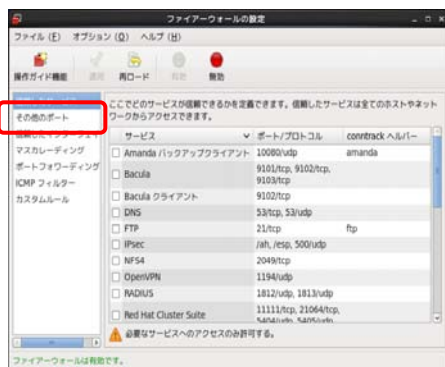 ファイアーウォールの設定
ファイル (F) オプション (O) ヘルプ (H)
操作ガイド機能 適用 再ロード 有効 無効
その他のポート
マスカレーディング
ポートフォワーディング
ICMP フィルター
カスタムルール
ここでどのサービスが信頼できるかを定義できます。信頼したサービスは全てのホストやネット
ワークからアクセスできます。
サービス ポート/プロトコル conntrack ヘルパー
Amanda バックアップクライアント 10080/udp amanda
Bacula 9101/tcp, 9102/tcp,
9103/tcp
Bacula クライアント 9102/tcp
DNS 53/tcp, 53/udp
FTP 21/tcp ftp
IPsec /ah, /esp, 500/udp
NFS4 2049/tcp
OpenVPN 1194/udp
RADIUS 1812/udp, 1813/udp
Red Hat Cluster Suite 11111/tcp, 21064/tcp,
5404/udp, 5405/udp
必要なサービスへのアクセスのみ許可する。
ファイアーウォールは有効です。